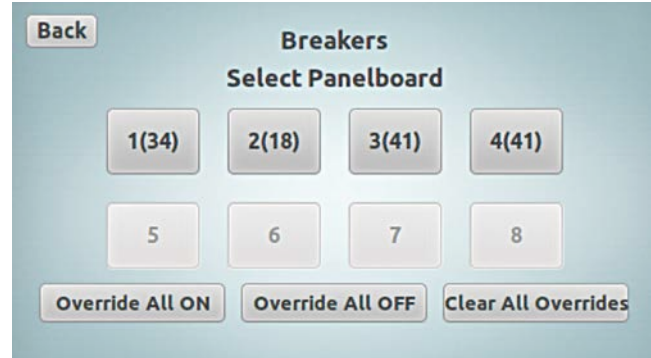 Back
Breakers
Select Panelboard
1(34) 2(18) 3(41) 4(41)
5 6 7 8
Override All ON Override All OFF Clear All Overrides